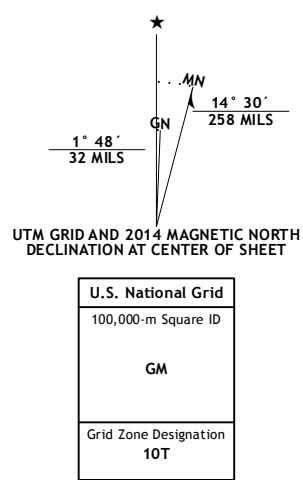 ★
MN
GN
14° 30´
258 MILS
1° 48´
32 MILS
UTM GRID AND 2014 MAGNETIC NORTH
DECLINATION AT CENTER OF SHEET
U.S. National Grid
100,000-m Square ID
GM
Grid Zone Designation
10T